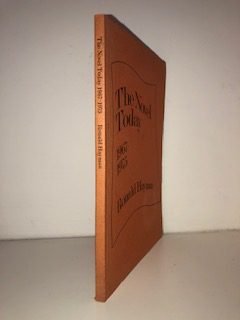 The Novel Today 1967-1975 Ronald Hayman
The Novel
Today
1967
1975
Ronald Hayman